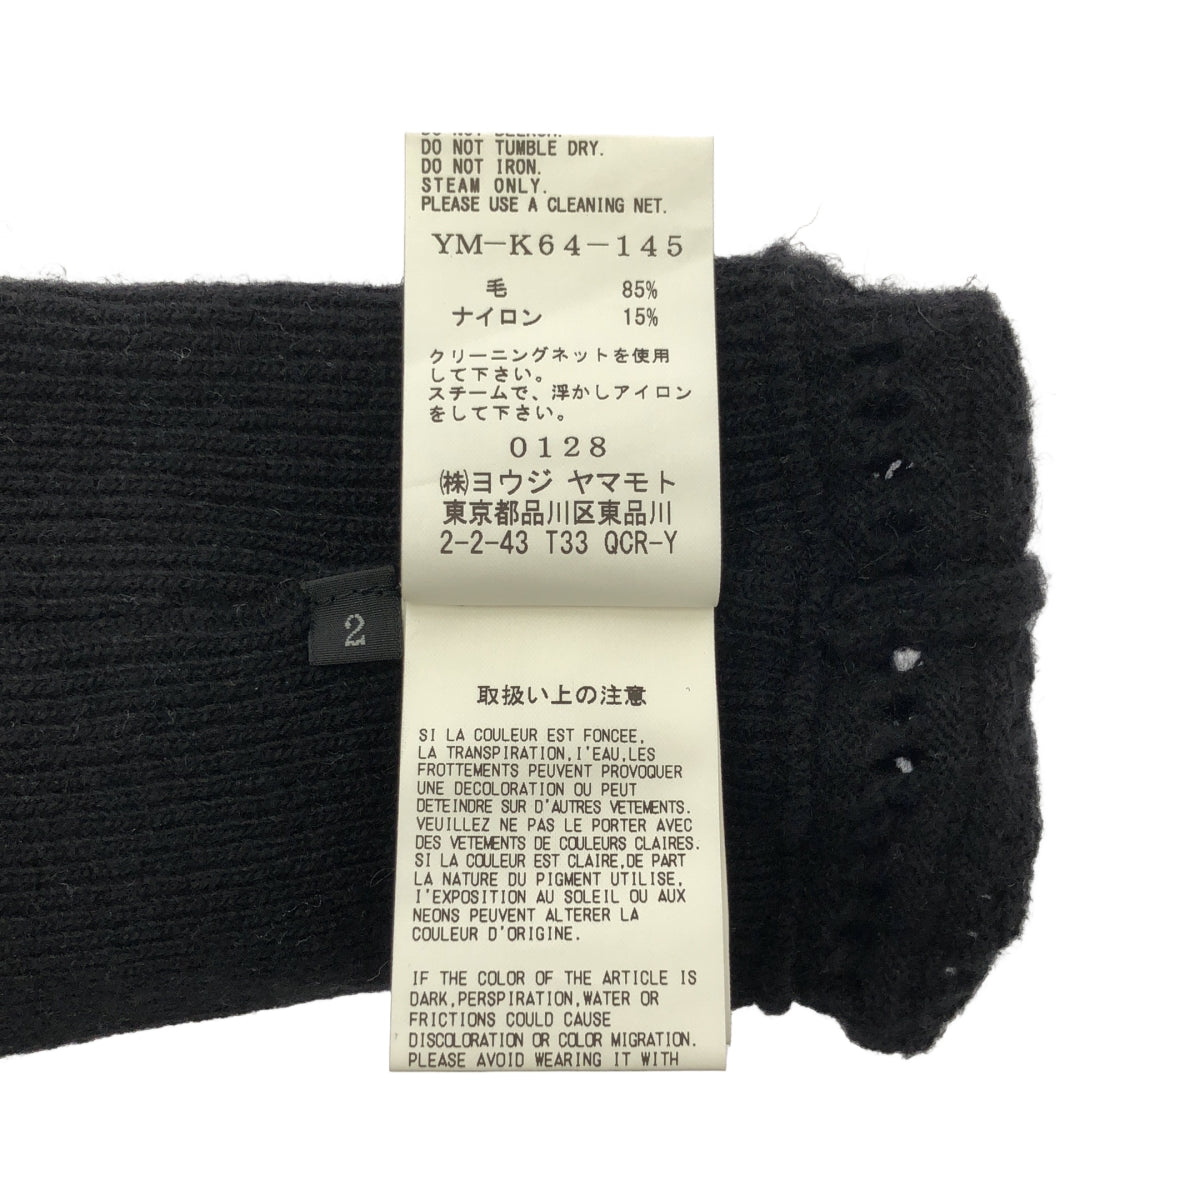 DO NOT BLEACH.
DO NOT TUMBLE DRY.
DO NOT IRON.
STEAM ONLY.
PLEASE USE A CLEANING NET.
YM-K64-145
毛 85%
ナイロン 15%
クリーニングネットを使用
して下さい。
スチームで、浮かしアイロン
をして下さい。
0128
㈱ヨウジ ヤマモト
東京都品川区東品川
2-2-43 T33 QCR-Y
2
取扱い上の注意
SI LA COULEUR EST FONCEE,
LA TRANSPIRATION,I'EAU,LES
FROTTEMENTS PEUVENT PROVOQUER
UNE DECOLORATION OU PEUT
DETEINDRE SUR D'AUTRES VETEMENTS.
VEUILLEZ NE PAS LE PORTER AVEC
DES VETEMENTS DE COULEURS CLAIRES.
SI LA COULEUR EST CLAIRE,DE PART
LA NATURE DU PIGMENT UTILISE,
I'EXPOSITION AU SOLEIL OU AUX
NEONS PEUVENT ALTERER LA
COULEUR D'ORIGINE.
IF THE COLOR OF THE ARTICLE IS
DARK,PERSPIRATION,WATER OR
FRICTIONS COULD CAUSE
DISCOLORATION OR COLOR MIGRATION.
PLEASE AVOID WEARING IT WITH